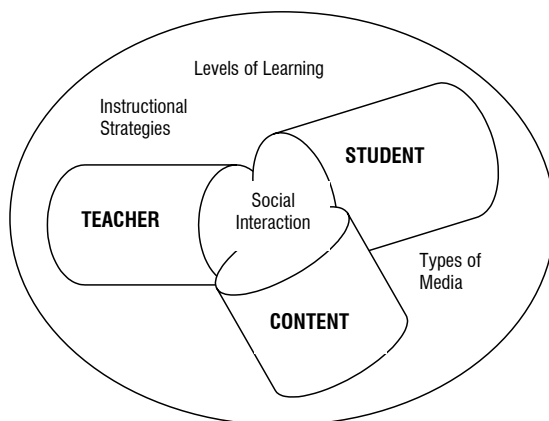 Levels of Learning
Instructional
Strategies
STUDENT
Social
Interaction
TEACHER
Types of
Media
CONTENT